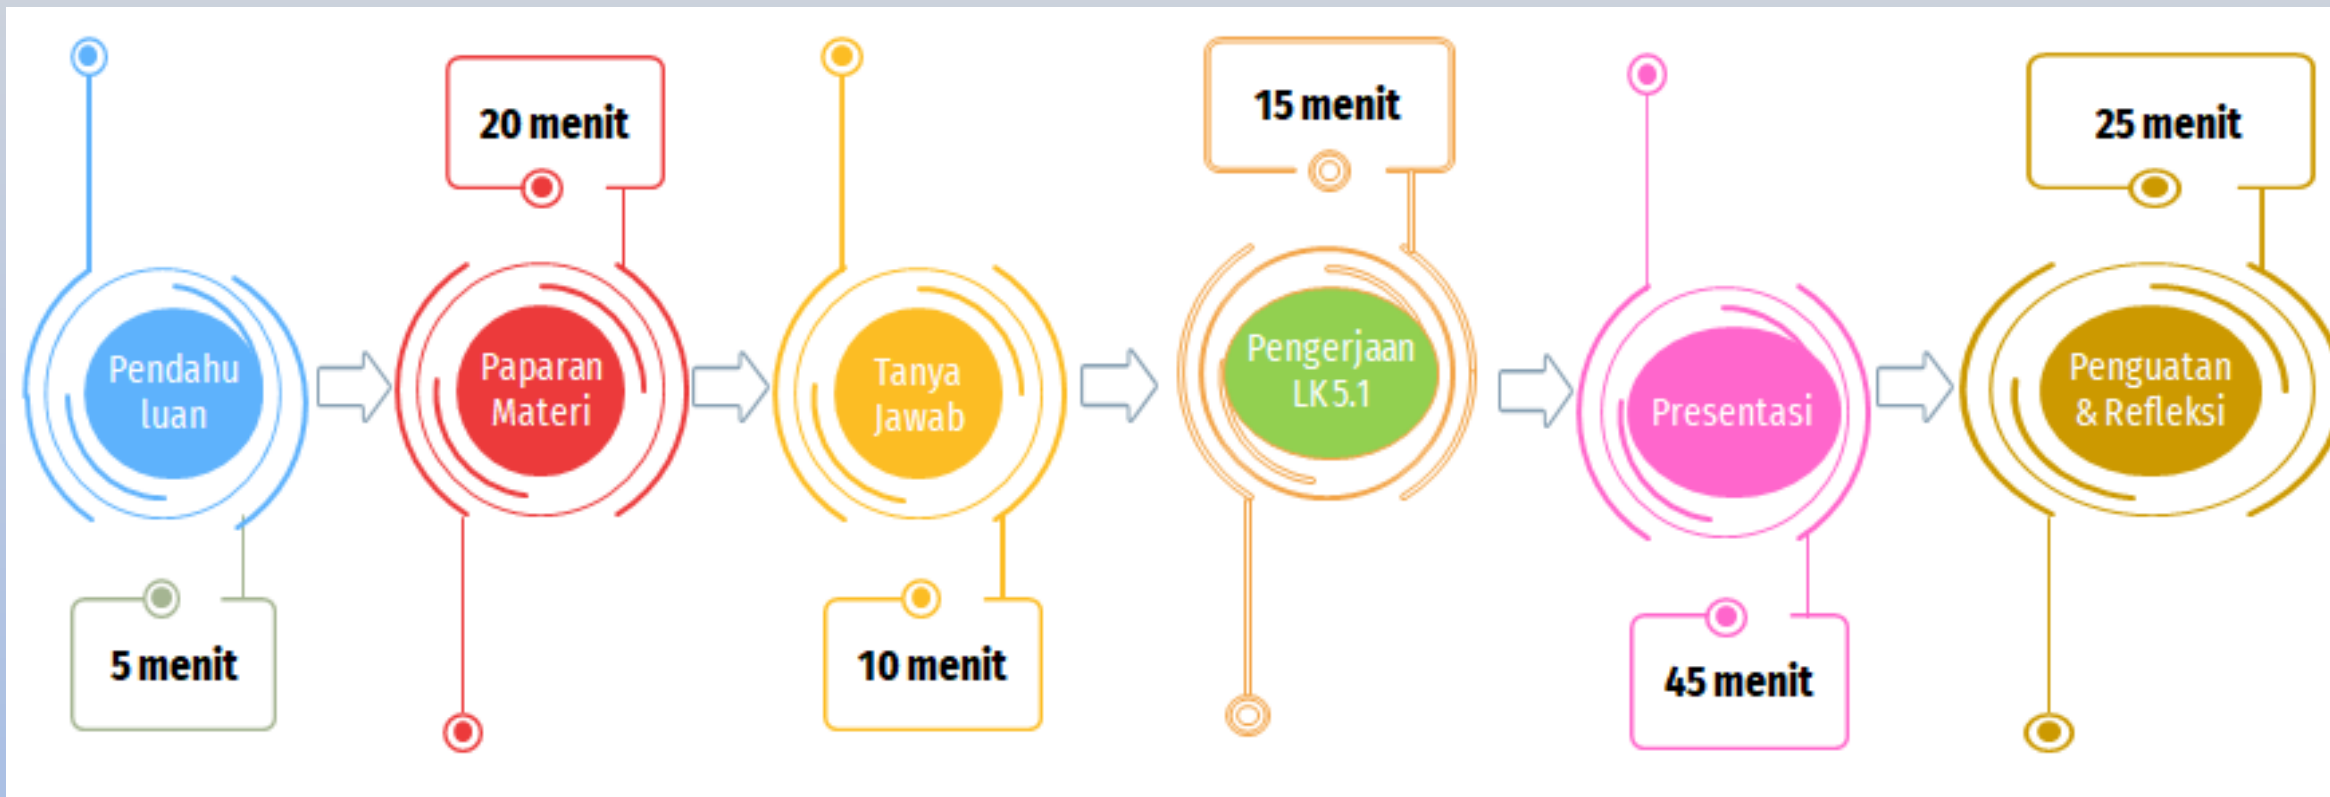 Pendahu
luan
5 menit
20 menit
Paparan
Materi
Tanya
Jawab
10 menit
15 menit
Pengerjaan
LK 5.1
Presentasi
45 menit
25 menit
Penguatan
& Refleksi